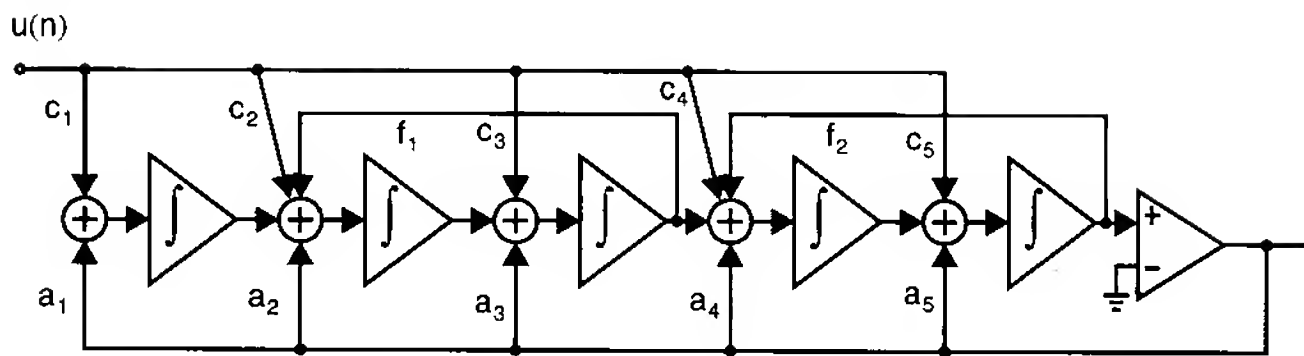 u(n)
c₁
c₂
f₁
c₃
c₄
f₂
c₅
+
+
+
+
+
∫
∫
∫
∫
∫
+
−
a₁
a₂
a₃
a₄
a₅